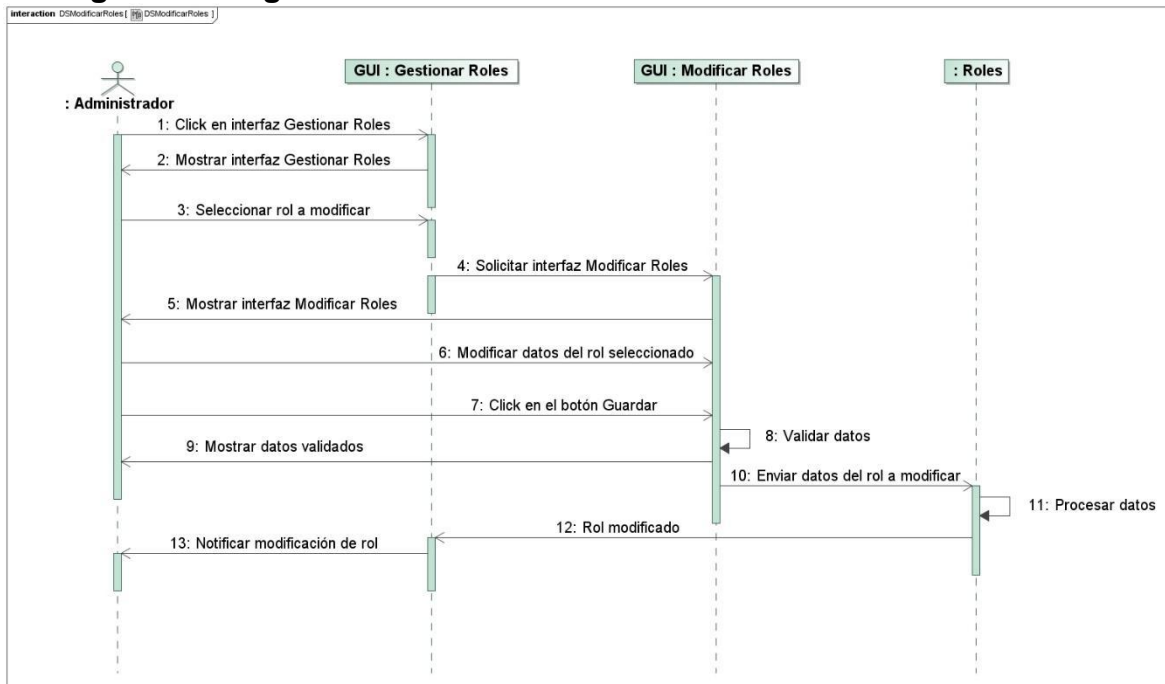 interaction DSModificarRoles [ DSModificarRoles ]
GUI : Gestionar Roles
GUI : Modificar Roles
: Roles
: Administrador
1: Click en interfaz Gestionar Roles
2: Mostrar interfaz Gestionar Roles
3: Seleccionar rol a modificar
4: Solicitar interfaz Modificar Roles
5: Mostrar interfaz Modificar Roles
6: Modificar datos del rol seleccionado
7: Click en el botón Guardar
8: Validar datos
9: Mostrar datos validados
10: Enviar datos del rol a modificar
11: Procesar datos
12: Rol modificado
13: Notificar modificación de rol